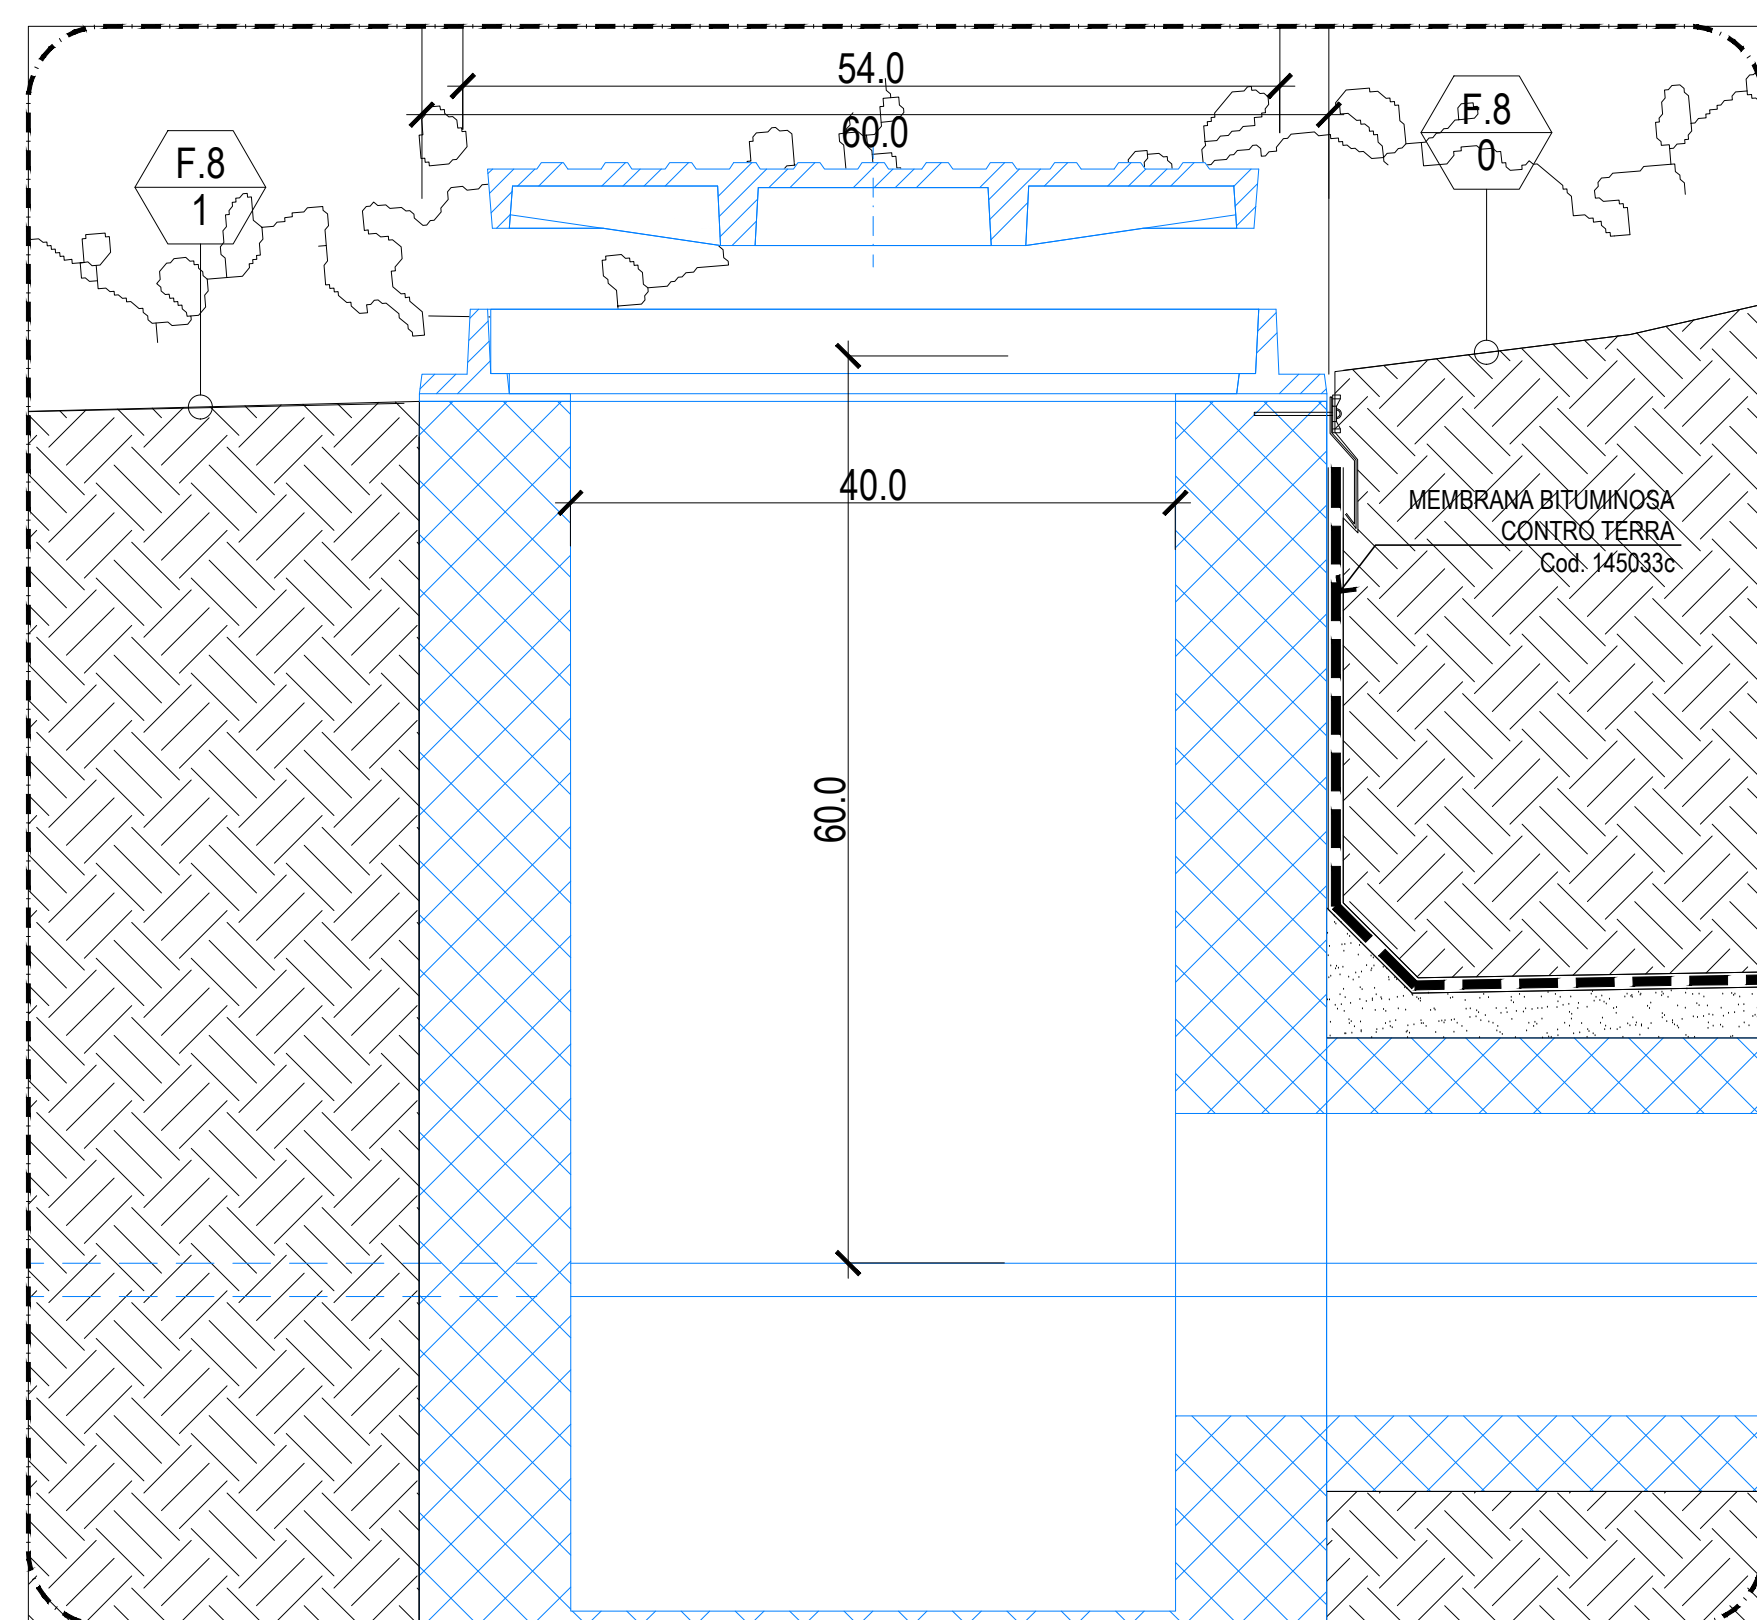 54.0
60.0
F.8
1
F.8
0
40.0
MEMBRANA BITUMINOSA
CONTRO TERRA
Cod. 145033c
60.0